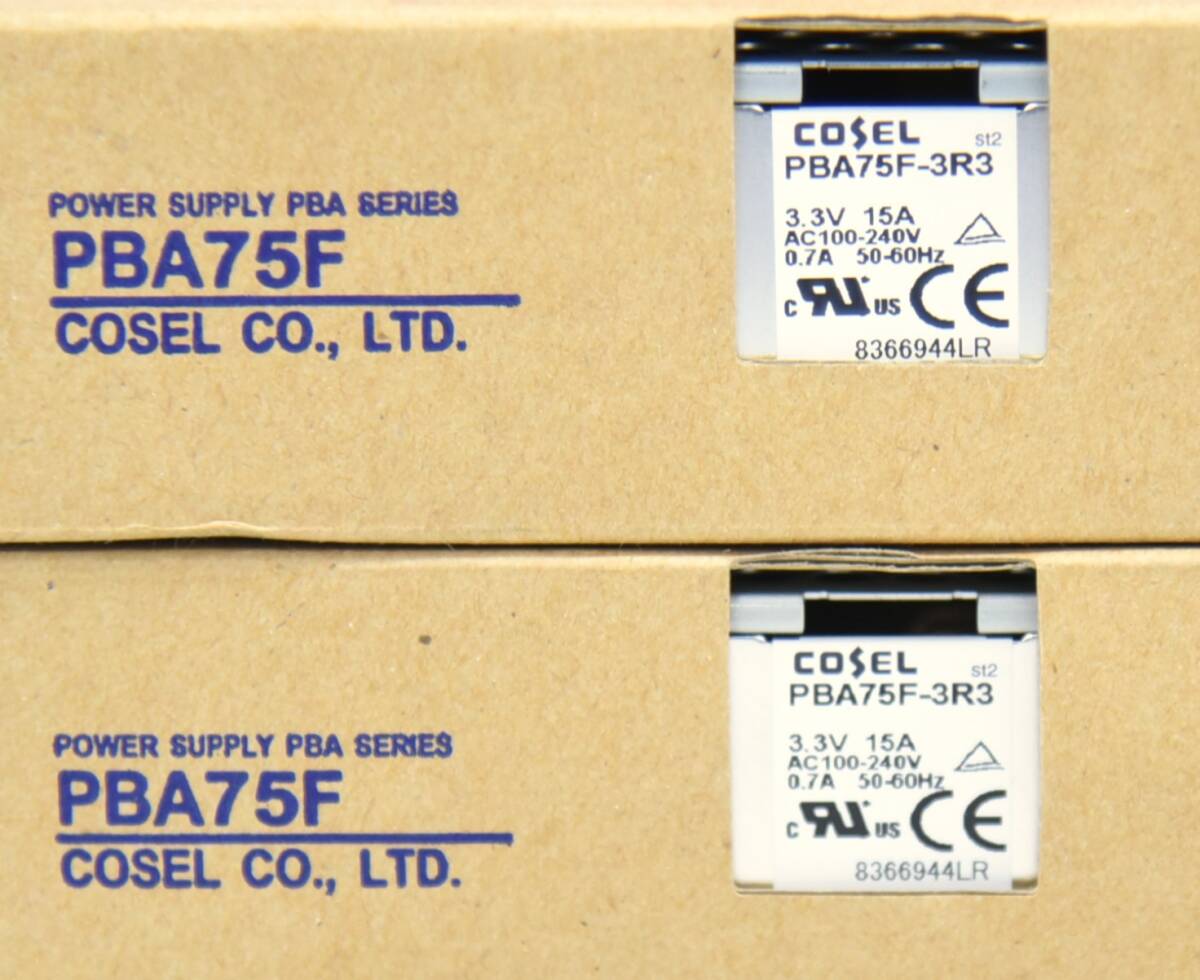 POWER SUPPLY PBA SERIES
PBA75F
COSEL CO., LTD.
COSEL
st2
PBA75F-3R3
3.3V 15A
AC100-240V
0.7A 50-60Hz
C RU US CE
8366944LR
POWER SUPPLY PBA SERIES
PBA75F
COSEL CO., LTD.
COSEL
st2
PBA75F-3R3
3.3V 15A
AC100-240V
0.7A 50-60Hz
C RU US CE
8366944LR